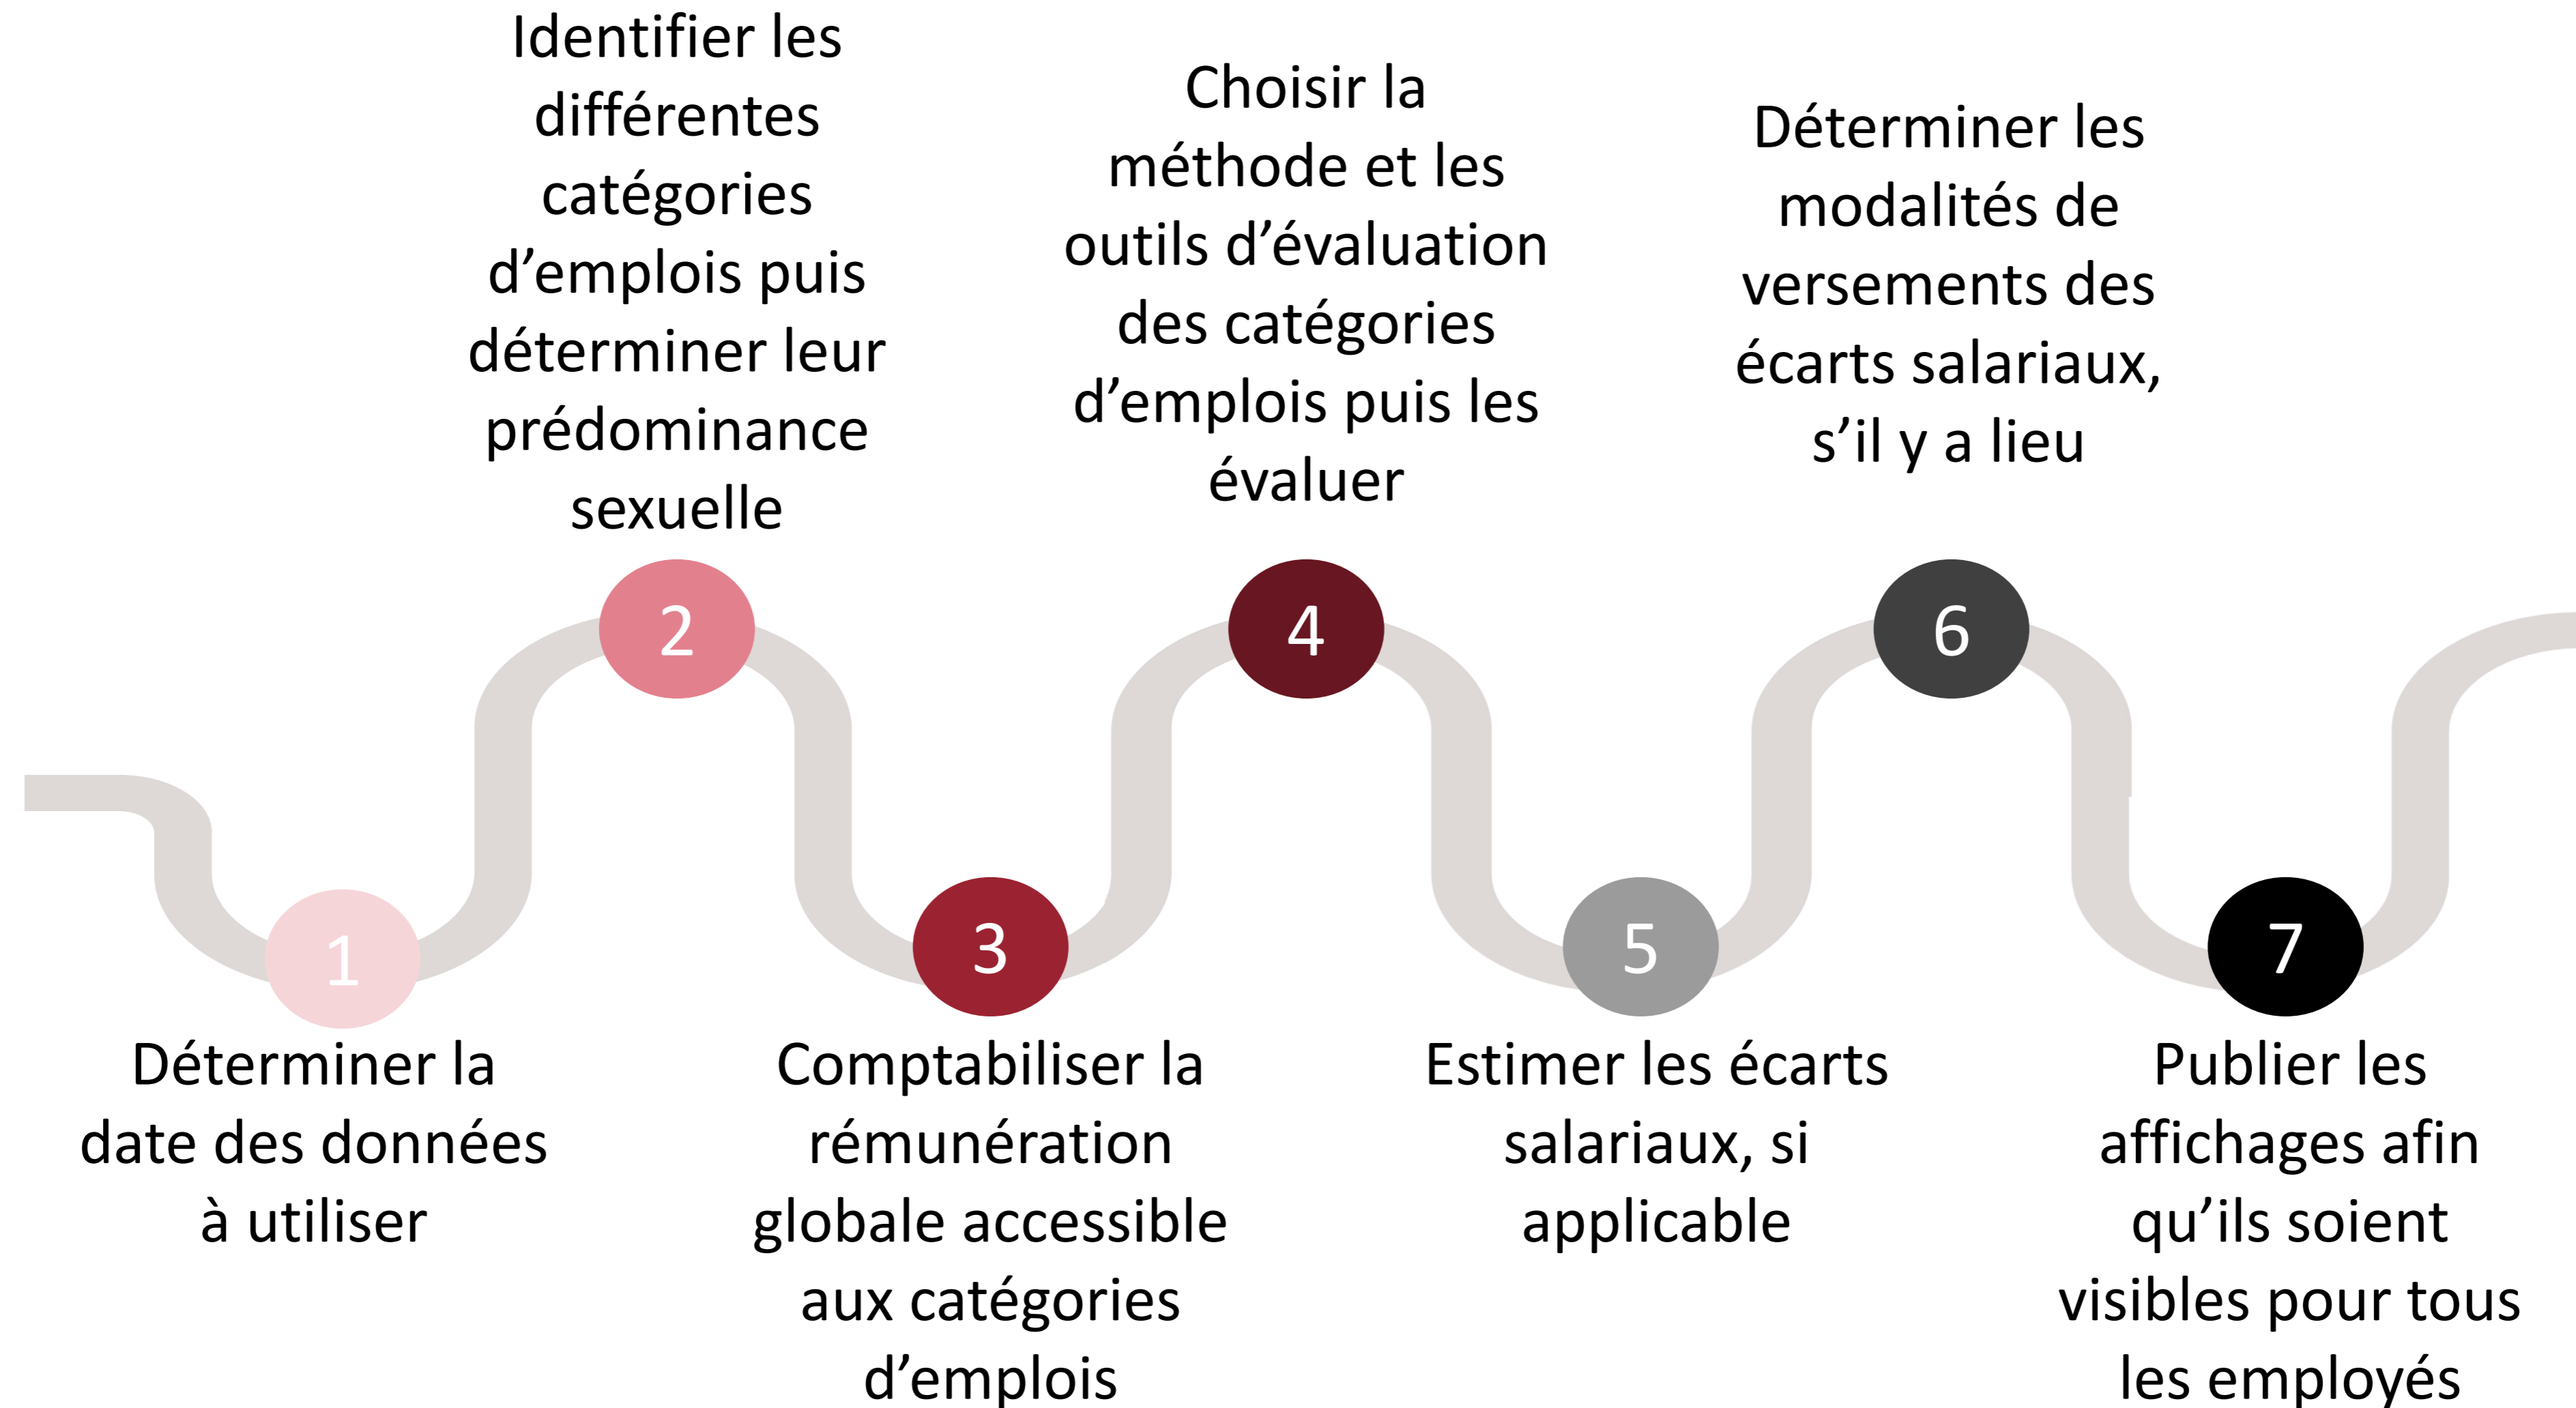 1
Déterminer la
date des données
à utiliser
Identifier les
différentes
catégories
d’emplois puis
déterminer leur
prédominance
sexuelle
2
3
Comptabiliser la
rémunération
globale accessible
aux catégories
d’emplois
Choisir la
méthode et les
outils d’évaluation
des catégories
d’emplois puis les
évaluer
4
5
Estimer les écarts
salariaux, si
applicable
Déterminer les
modalités de
versements des
écarts salariaux,
s’il y a lieu
6
7
Publier les
affichages afin
qu’ils soient
visibles pour tous
les employés